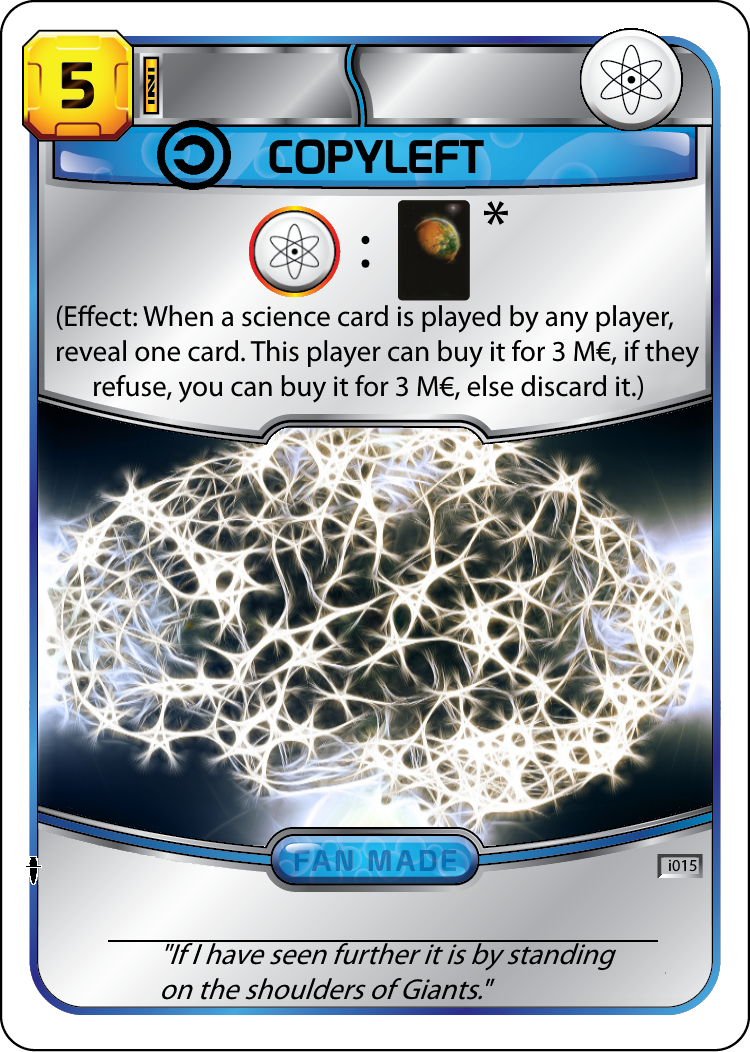 5
COPYLEFT
: *
(Effect: When a science card is played by any player,
reveal one card. This player can buy it for 3 M€, if they
refuse, you can buy it for 3 M€, else discard it.)
FAN MADE
i015
"If I have seen further it is by standing
on the shoulders of Giants."